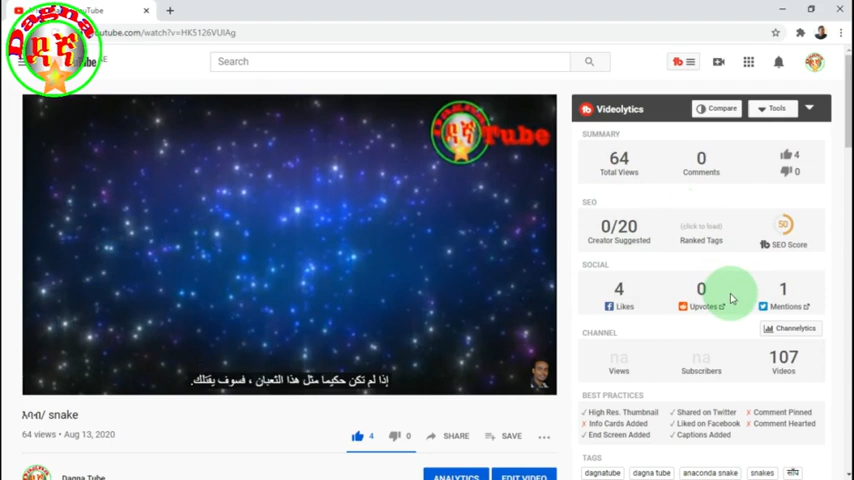 Dagna
ዳኛ
YouTube
.com/watch?v=HK5126VUIAg
Search
ዳኛ Tube
إذا لم تكن حكيما مثل هذا الثعبان ، فسوف يقتلك.
እባብ/ snake
64 views • Aug 13, 2020
4
0
SHARE
SAVE
Dagna Tube
ANALYTICS
EDIT VIDEO
Videolytics
Compare
Tools
SUMMARY
64 0 4
Total Views Comments 0
SEO
0/20 (click to load) 50
Creator Suggested Ranked Tags SEO Score
SOCIAL
4 0 1
Likes Upvotes Mentions
Channelytics
CHANNEL
na na 107
Views Subscribers Videos
BEST PRACTICES
✓ High Res. Thumbnail ✓ Shared on Twitter ✗ Comment Pinned
✗ Info Cards Added ✓ Liked on Facebook ✗ Comment Hearted
✓ End Screen Added ✓ Captions Added
TAGS
dagnatube dagna tube anaconda snake snakes साँप